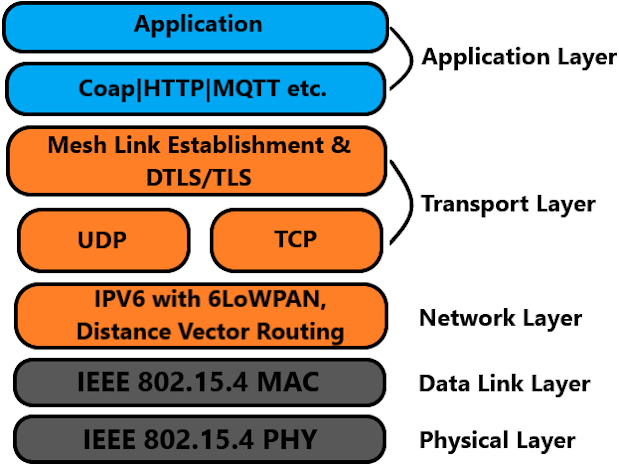 Application
Application Layer
Coap|HTTP|MQTT etc.
Mesh Link Establishment &
DTLS/TLS
Transport Layer
UDP
TCP
IPV6 with 6LoWPAN,
Distance Vector Routing
Network Layer
IEEE 802.15.4 MAC
Data Link Layer
IEEE 802.15.4 PHY
Physical Layer